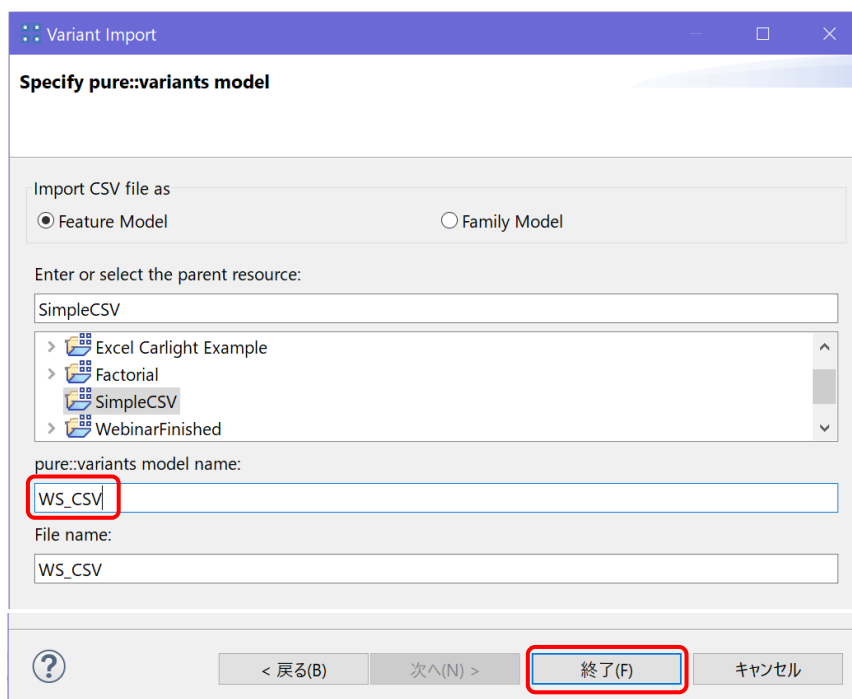 Variant Import
Specify pure::variants model
Import CSV file as
Feature Model Family Model
Enter or select the parent resource:
SimpleCSV
Excel Carlight Example
Factorial
SimpleCSV
WebinarFinished
pure::variants model name:
WS_CSV
File name:
WS_CSV
< 戻る(B) 次へ(N) > 終了(F) キャンセル